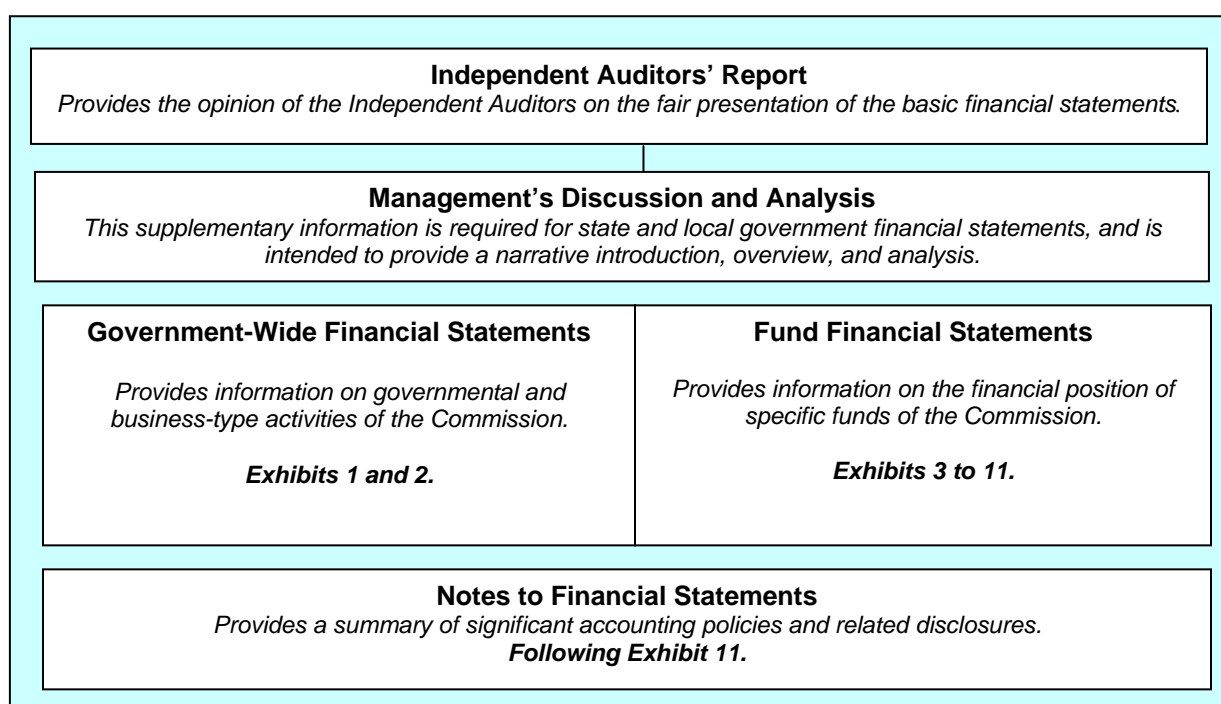 Independent Auditors’ Report
Provides the opinion of the Independent Auditors on the fair presentation of the basic financial statements.
Management’s Discussion and Analysis
This supplementary information is required for state and local government financial statements, and is
intended to provide a narrative introduction, overview, and analysis.
Government-Wide Financial Statements
Provides information on governmental and
business-type activities of the Commission.
Exhibits 1 and 2.
Fund Financial Statements
Provides information on the financial position of
specific funds of the Commission.
Exhibits 3 to 11.
Notes to Financial Statements
Provides a summary of significant accounting policies and related disclosures.
Following Exhibit 11.